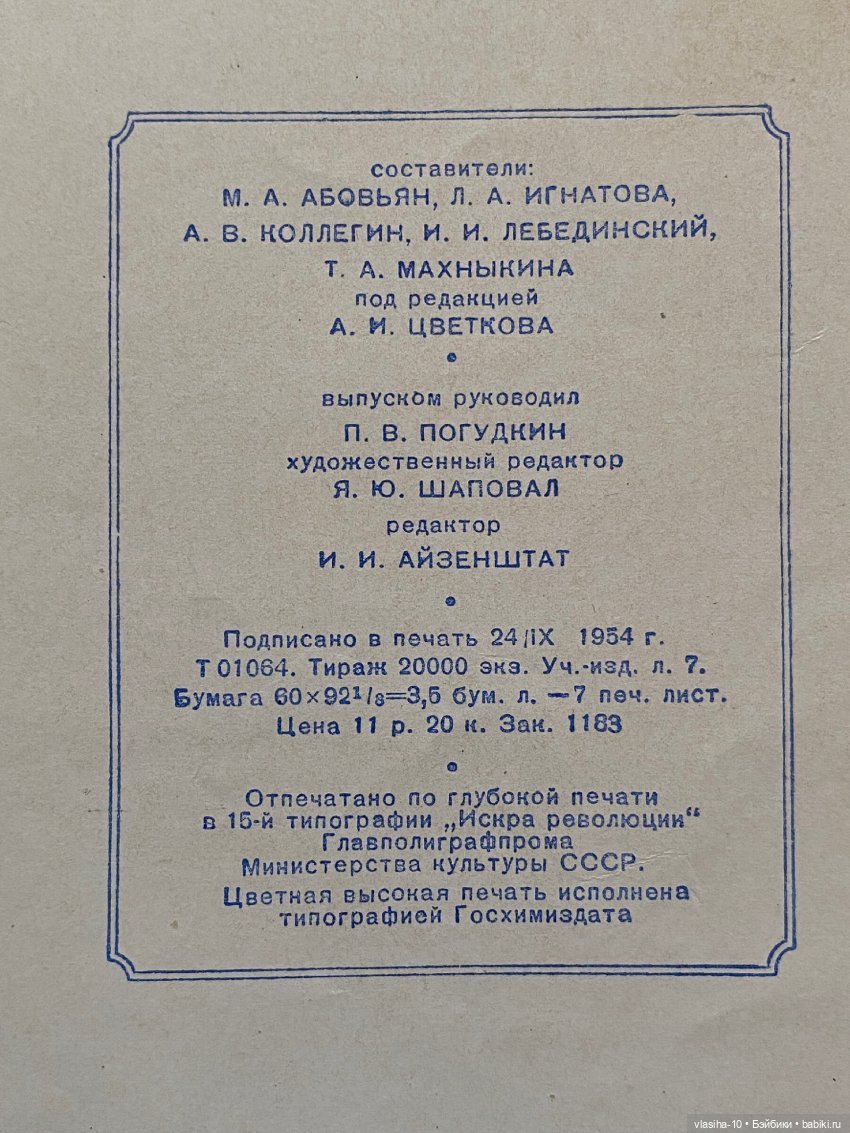 составители:
М. А. АБОВЬЯН, Л. А. ИГНАТОВА,
А. В. КОЛЛЕГИН, И. И. ЛЕБЕДИНСКИЙ,
Т. А. МАХНЫКИНА
под редакцией
А. И. ЦВЕТКОВА
•
выпуском руководил
П. В. ПОГУДКИН
художественный редактор
Я. Ю. ШАПОВАЛ
редактор
И. И. АЙЗЕНШТАТ
•
Подписано в печать 24/IX 1954 г.
Т 01064. Тираж 20000 экз. Уч.-изд. л. 7.
Бумага 60×92¹/₈=3,5 бум. л. —7 печ. лист.
Цена 11 р. 20 к. Зак. 1183
•
Отпечатано по глубокой печати
в 15-й типографии „Искра революции“
Главполиграфпрома
Министерства культуры СССР.
Цветная высокая печать исполнена
типографией Госхимиздата
vlasiha-10 • Бэйбики • babiki.ru